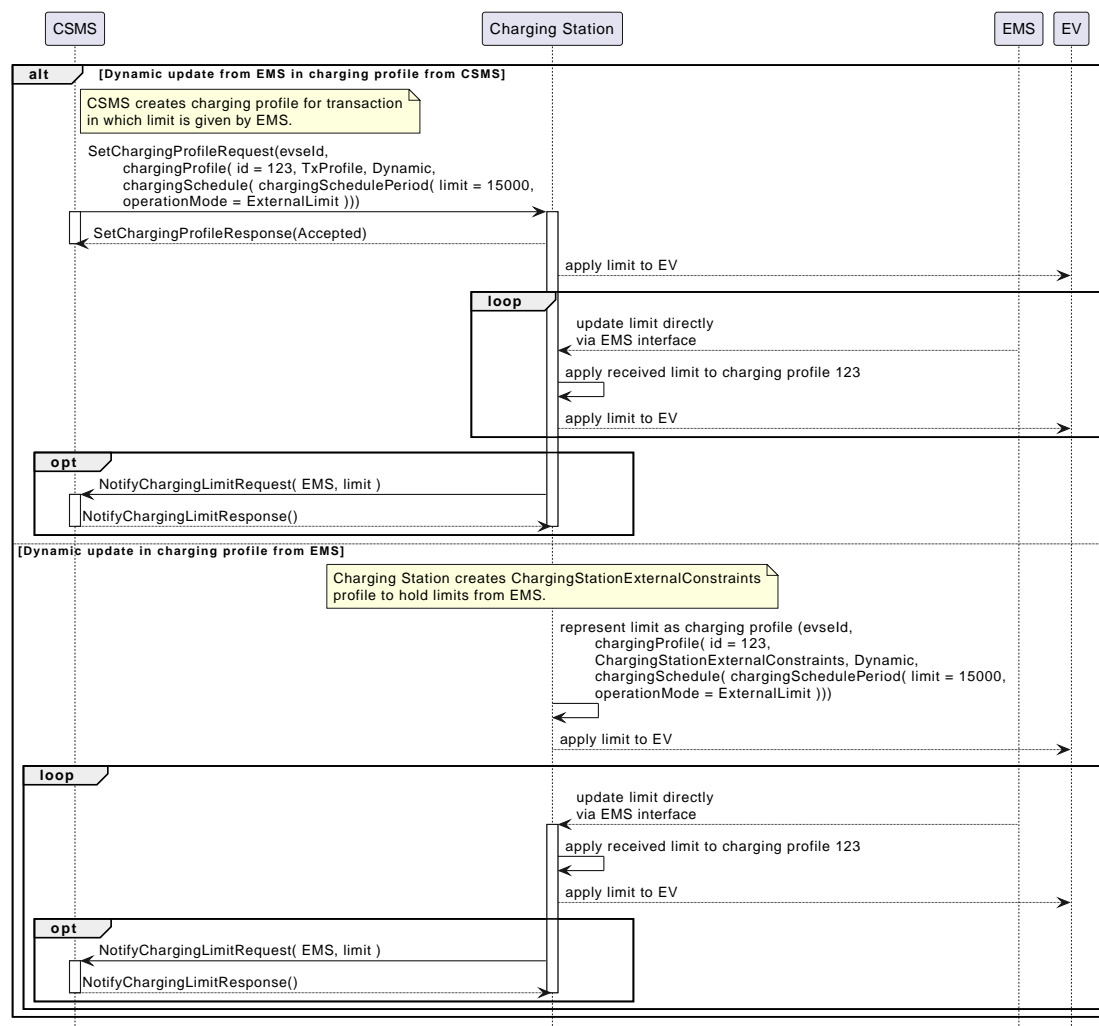 CSMS
Charging Station
EMS
EV
alt
[Dynamic update from EMS in charging profile from CSMS]
CSMS creates charging profile for transaction
in which limit is given by EMS.
SetChargingProfileRequest(evseId,
chargingProfile( id = 123, TxProfile, Dynamic,
chargingSchedule( chargingSchedulePeriod( limit = 15000,
operationMode = ExternalLimit )))
SetChargingProfileResponse(Accepted)
apply limit to EV
loop
update limit directly
via EMS interface
apply received limit to charging profile 123
apply limit to EV
opt
NotifyChargingLimitRequest( EMS, limit )
NotifyChargingLimitResponse()
[Dynamic update in charging profile from EMS]
Charging Station creates ChargingStationExternalConstraints
profile to hold limits from EMS.
represent limit as charging profile (evseId,
chargingProfile( id = 123,
ChargingStationExternalConstraints, Dynamic,
chargingSchedule( chargingSchedulePeriod( limit = 15000,
operationMode = ExternalLimit )))
apply limit to EV
loop
update limit directly
via EMS interface
apply received limit to charging profile 123
apply limit to EV
opt
NotifyChargingLimitRequest( EMS, limit )
NotifyChargingLimitResponse()